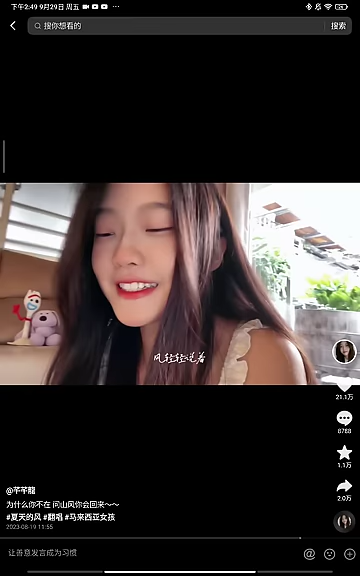 下午2:49 9月29日 周五
搜你想看的
搜索
风轻轻说着
21.1万
8788
1.1万
2.0万
@芊芊龍
为什么你不在 问山风你会回来～～
#夏天的风 #翻唱 #马来西亚女孩
2023-08-19 11:55
让善意发言成为习惯